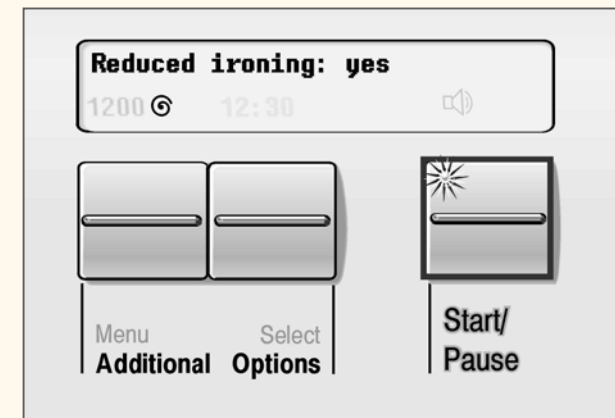 Reduced ironing: yes
1200 12:30
Menu Select
Additional Options
Start/
Pause